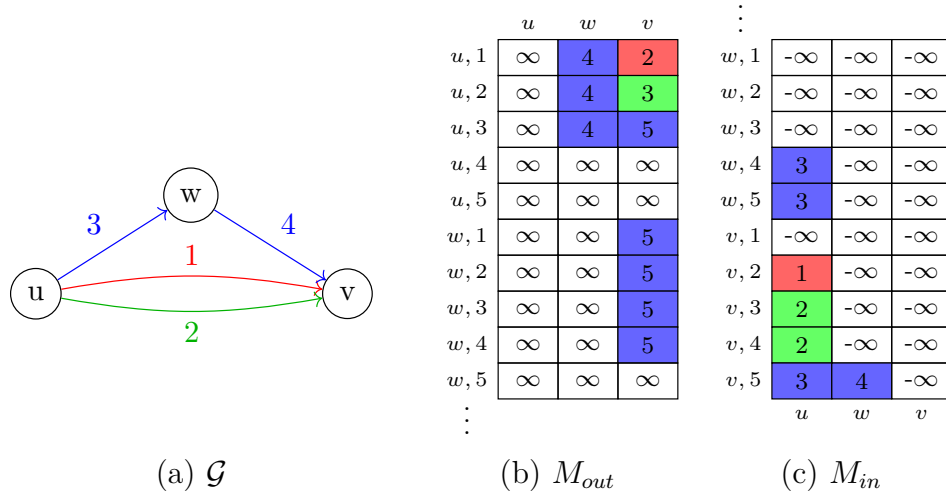 w
3
4
1
u
v
2
(a) 𝒢
u w v
u, 1 ∞ 4 2
u, 2 ∞ 4 3
u, 3 ∞ 4 5
u, 4 ∞ ∞ ∞
u, 5 ∞ ∞ ∞
w, 1 ∞ ∞ 5
w, 2 ∞ ∞ 5
w, 3 ∞ ∞ 5
w, 4 ∞ ∞ 5
w, 5 ∞ ∞ ∞
⋮
(b) M_out
⋮
w, 1 -∞ -∞ -∞
w, 2 -∞ -∞ -∞
w, 3 -∞ -∞ -∞
w, 4 3 -∞ -∞
w, 5 3 -∞ -∞
v, 1 -∞ -∞ -∞
v, 2 1 -∞ -∞
v, 3 2 -∞ -∞
v, 4 2 -∞ -∞
v, 5 3 4 -∞
u w v
(c) M_in